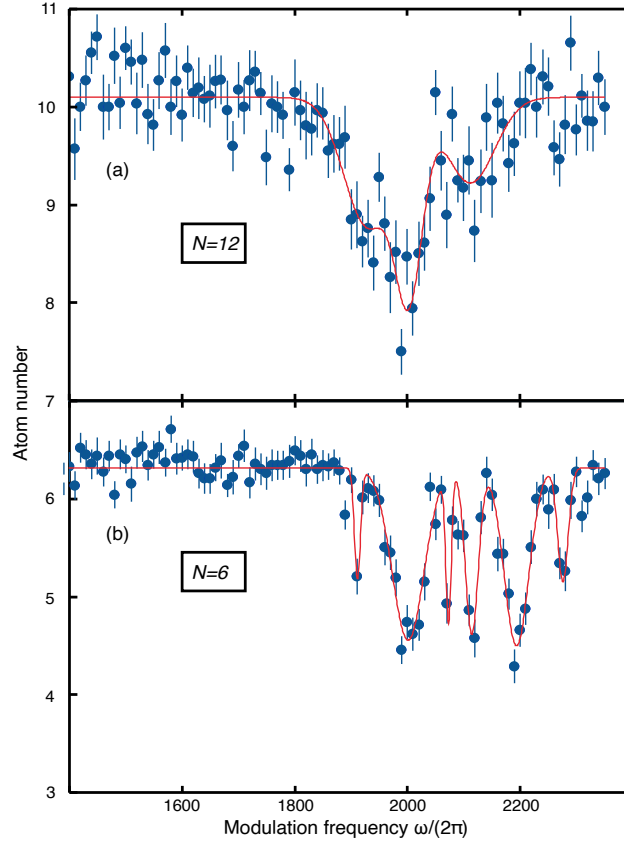 11
10
(a)
9
N=12
8
Atom number
7
6
(b)
5
N=6
4
3
1600
1800
2000
2200
Modulation frequency ω/(2π)